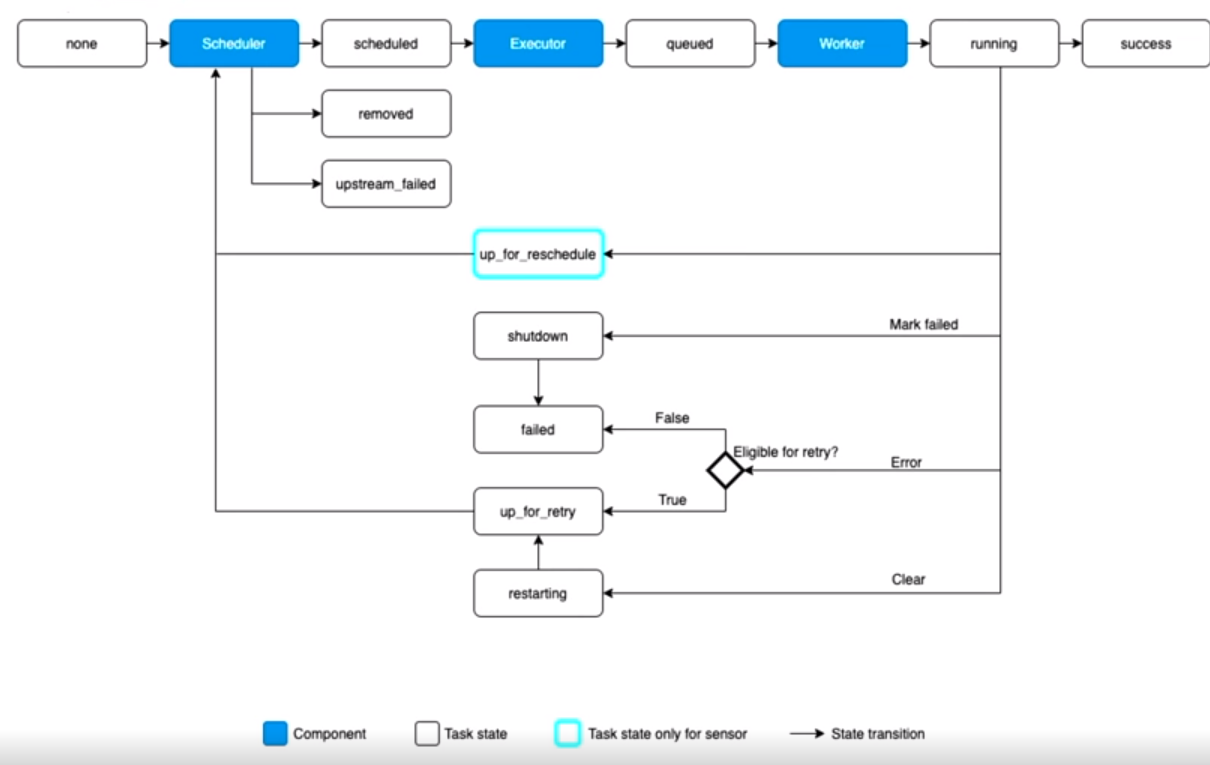 none
Scheduler
scheduled
Executor
queued
Worker
running
success
removed
upstream_failed
up_for_reschedule
shutdown
Mark failed
failed
False
Eligible for retry?
Error
True
up_for_retry
Clear
restarting
Component
Task state
Task state only for sensor
State transition